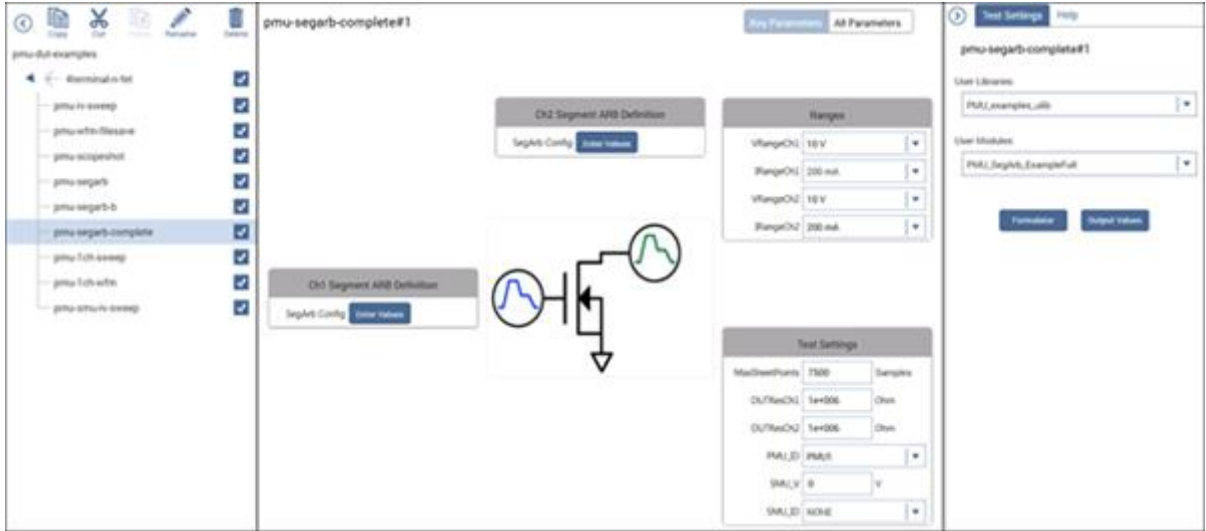 Copy
Cut
Paste
Rename
Delete
pmu-dut-examples
4terminal-n-fet
pmu-iv-sweep
pmu-wfm-filesave
pmu-scopeshot
pmu-segarb
pmu-segarb-b
pmu-segarb-complete
pmu-1ch-sweep
pmu-1ch-wfm
pmu-smu-iv-sweep
pmu-segarb-complete#1
Key Parameters All Parameters
Ch2 Segment ARB Definition
SegArb Config Enter Values
Ranges
VRangeCh1 10 V
IRangeCh1 200 mA
VRangeCh2 10 V
IRangeCh2 200 mA
Ch1 Segment ARB Definition
SegArb Config Enter Values
Test Settings
MaxSheetPoints 7500 Samples
DUTResCh1 1e+006 Ohm
DUTResCh2 1e+006 Ohm
PMU_ID PMU1
SMU_V 0 V
SMU_ID NONE
Test Settings Help
pmu-segarb-complete#1
User Libraries:
PMU_examples_ulib
User Modules:
PMU_SegArb_ExampleFull
Formulator Output Values